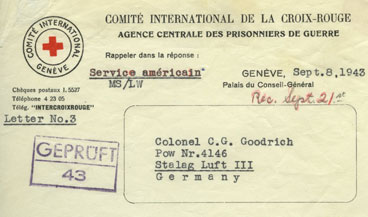 COMITÉ INTERNATIONAL
GENÈVE
COMITÉ INTERNATIONAL DE LA CROIX-ROUGE
AGENCE CENTRALE DES PRISONNIERS DE GUERRE
Rappeler dans la réponse :
Service américain"
MS/LW
GENÈVE, Sept.8,1943
Palais du Conseil-Général
Rec. Sept. 21st
Chèques postaux I. 5527
Téléphone 4 23 05
Télég. "INTERCROIXROUGE"
Letter No.3
GEPRÜFT
43
Colonel C.G. Goodrich
Pow Nr.4146
Stalag Luft III
Germany